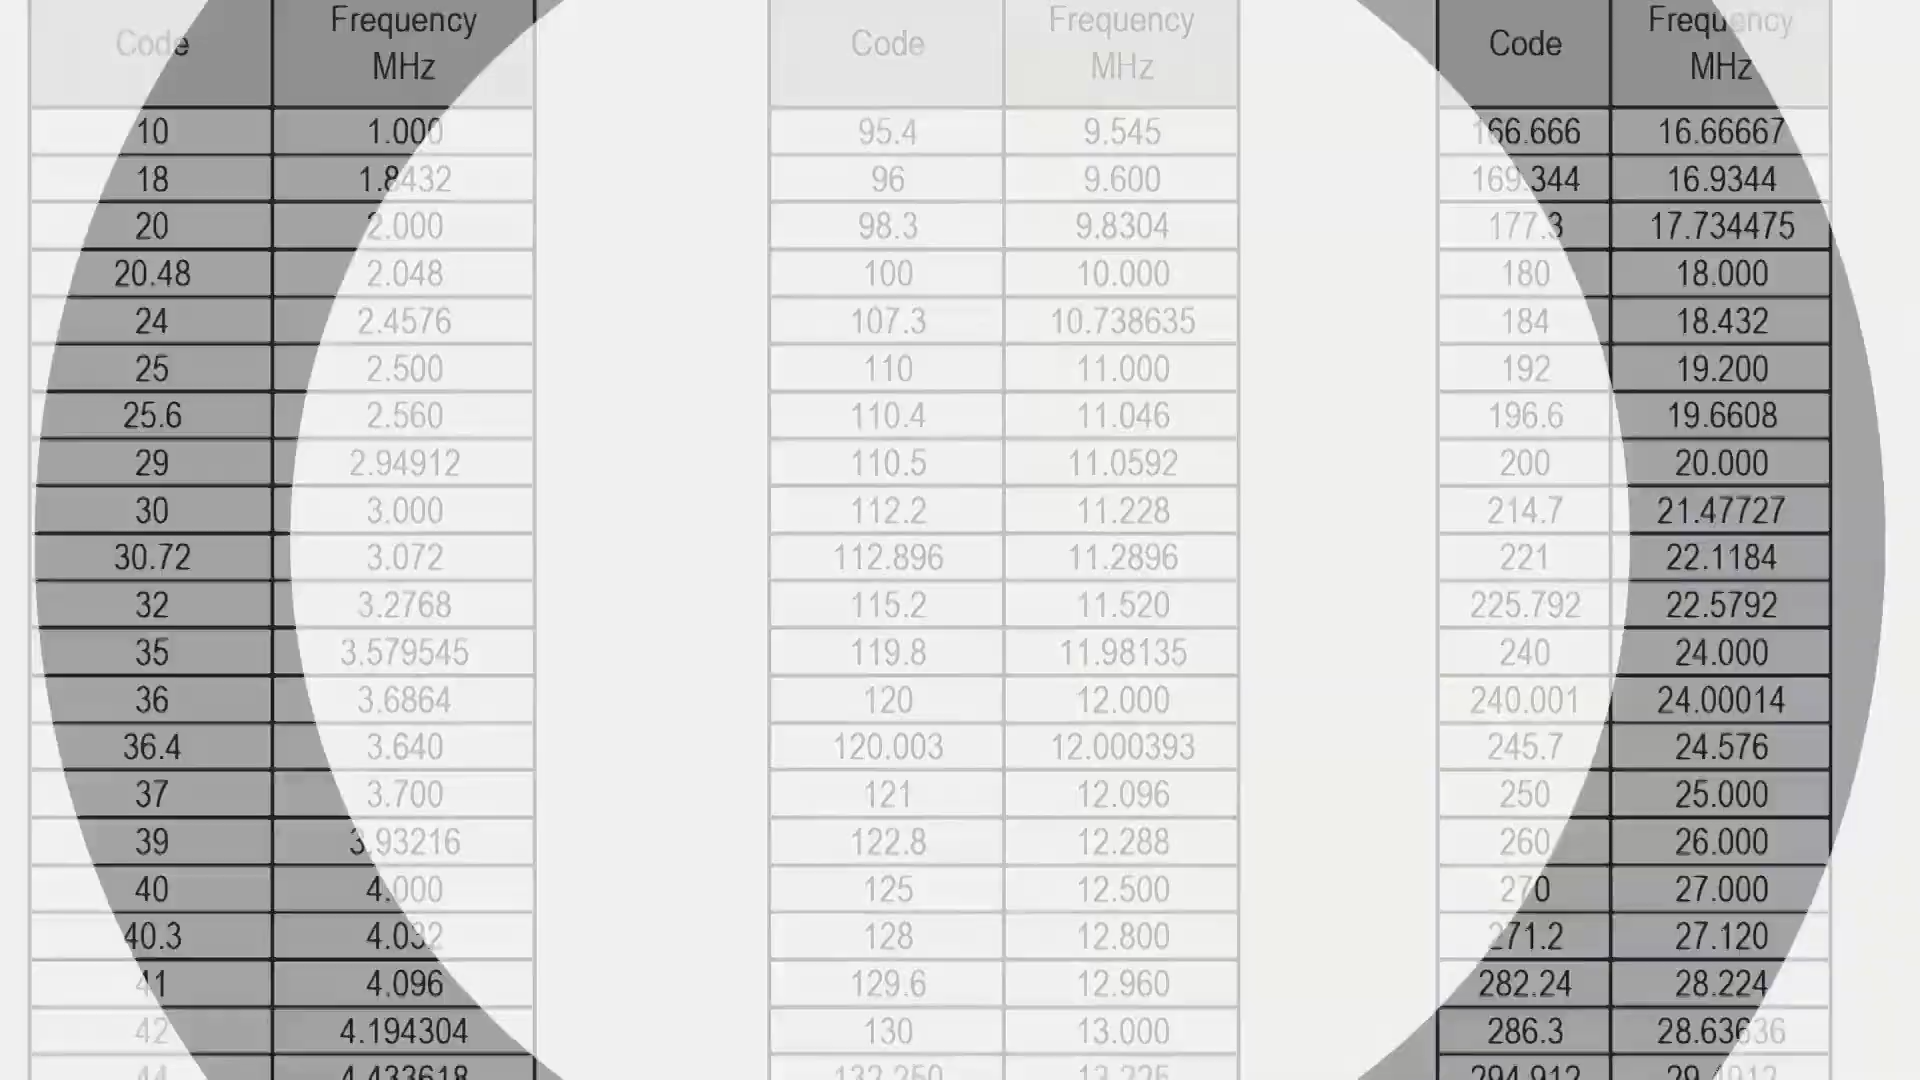 Code Frequency MHz Code Frequency MHz Code Frequency MHz
10 1.000 95.4 9.545 166.666 16.66667
18 1.8432 96 9.600 169.344 16.9344
20 2.000 98.3 9.8304 177.3 17.734475
20.48 2.048 100 10.000 180 18.000
24 2.4576 107.3 10.738635 184 18.432
25 2.500 110 11.000 192 19.200
25.6 2.560 110.4 11.046 196.6 19.6608
29 2.94912 110.5 11.0592 200 20.000
30 3.000 112.2 11.228 214.7 21.47727
30.72 3.072 112.896 11.2896 221 22.1184
32 3.2768 115.2 11.520 225.792 22.5792
35 3.579545 119.8 11.98135 240 24.000
36 3.6864 120 12.000 240.001 24.00014
36.4 3.640 120.003 12.000393 245.7 24.576
37 3.700 121 12.096 250 25.000
39 3.93216 122.8 12.288 260 26.000
40 4.000 125 12.500 270 27.000
40.3 4.032 128 12.800 271.2 27.120
41 4.096 129.6 12.960 282.24 28.224
42 4.194304 130 13.000 286.3 28.63636
44 4.433618 132.250 13.225 294.912